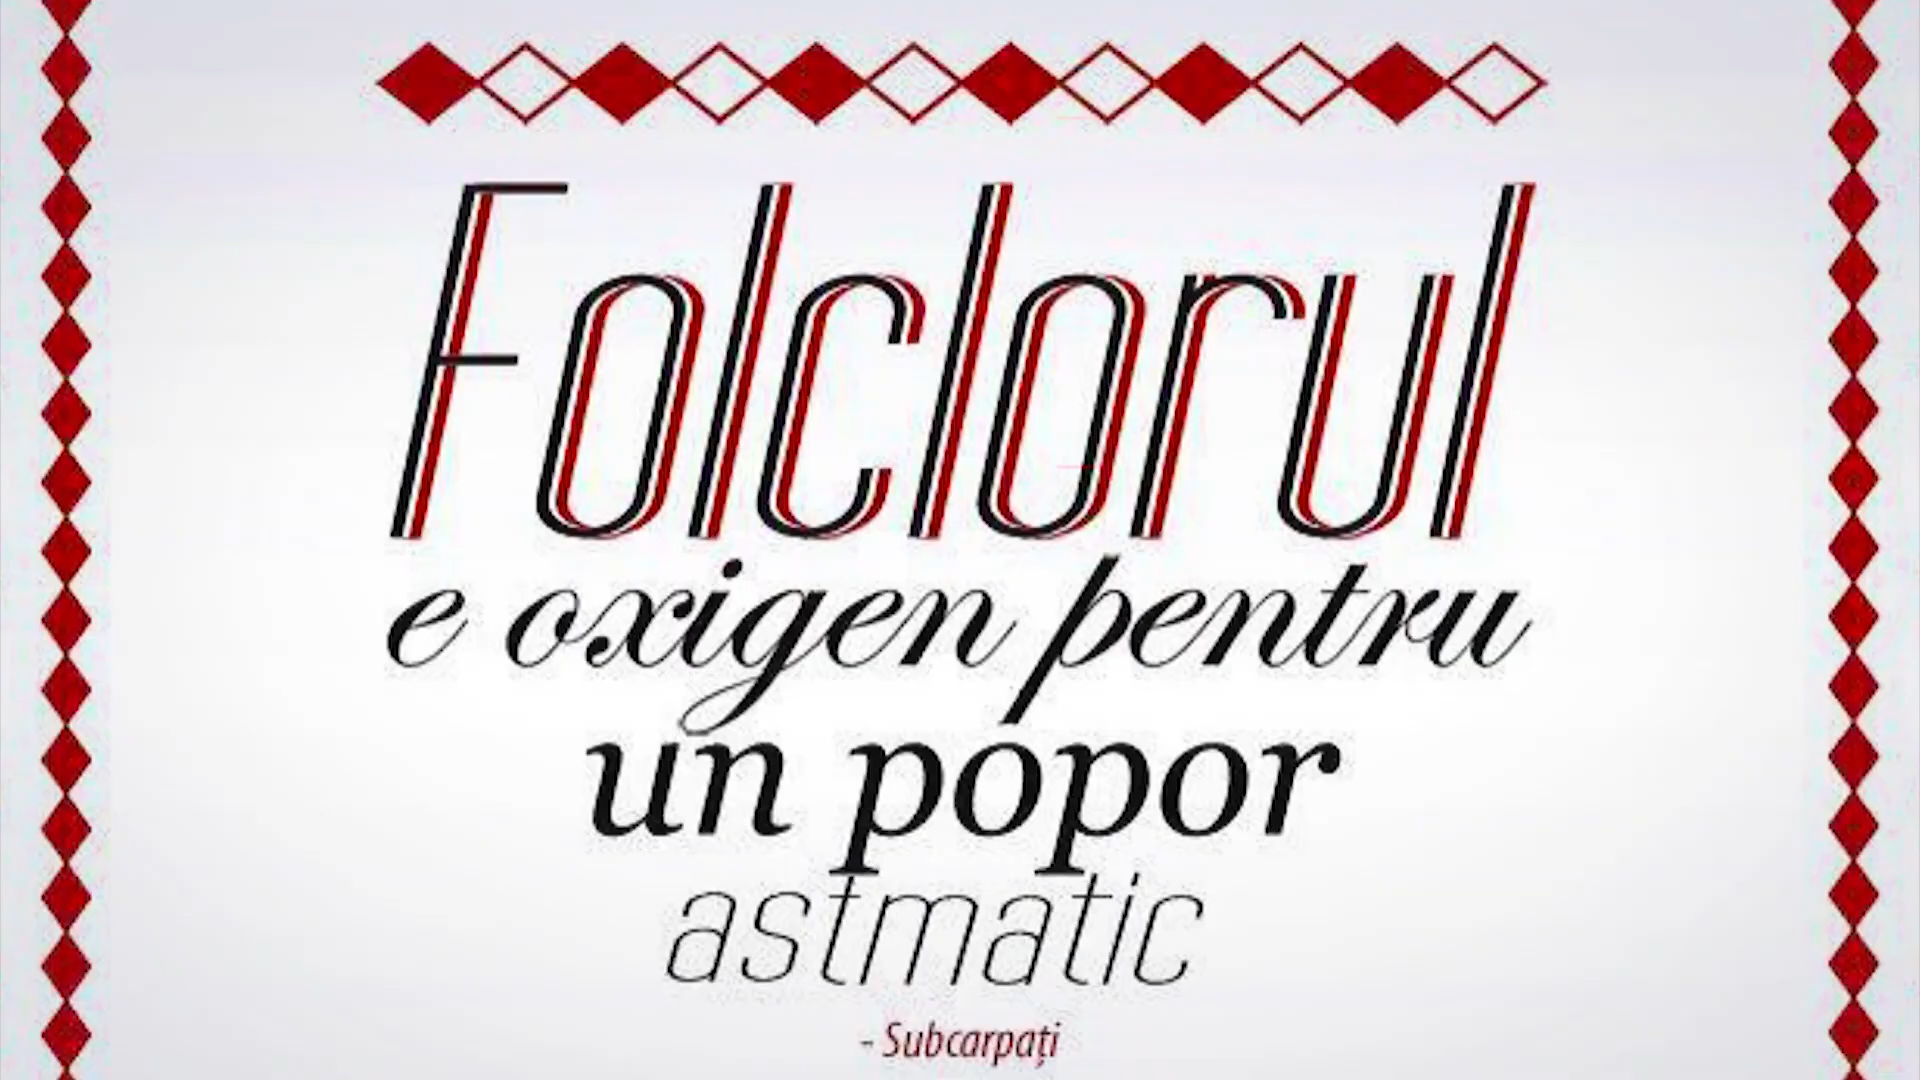 Folclorul
e oxigen pentru
un popor
astmatic
- Subcarpați